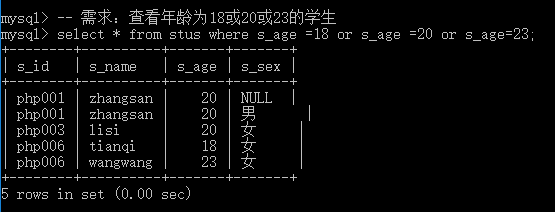 mysql> -- 需求：查看年龄为18或20或23的学生
mysql> select * from stus where s_age =18 or s_age =20 or s_age=23;
+--------+----------+-------+-------+
| s_id   | s_name   | s_age | s_sex |
+--------+----------+-------+-------+
| php001 | zhangsan |    20 | NULL  |
| php001 | zhangsan |    20 | 男      |
| php003 | lisi     |    20 | 女     |
| php006 | tianqi   |    18 | 女     |
| php006 | wangwang |    23 | 女     |
+--------+----------+-------+-------+
5 rows in set (0.00 sec)